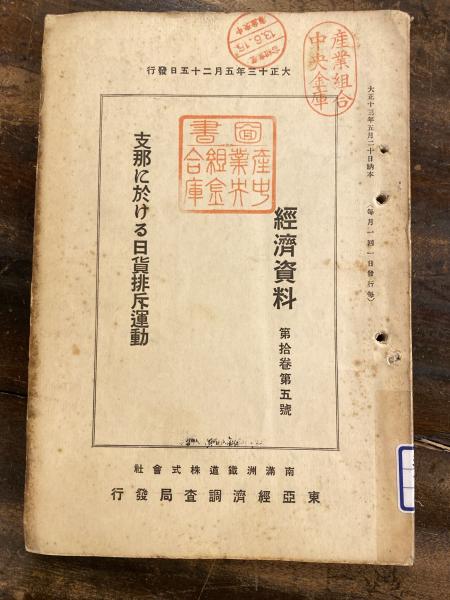 産業組合
中央金庫
大正十三年五月二十五日發行
大正十三年五月二十日納本
（毎月一回一日發行）
圖書
産業組合
中央金庫
經濟資料
第拾卷第五號
支那に於ける日貨排斥運動
南滿洲鐵道株式會社
東亞經濟調査局發行